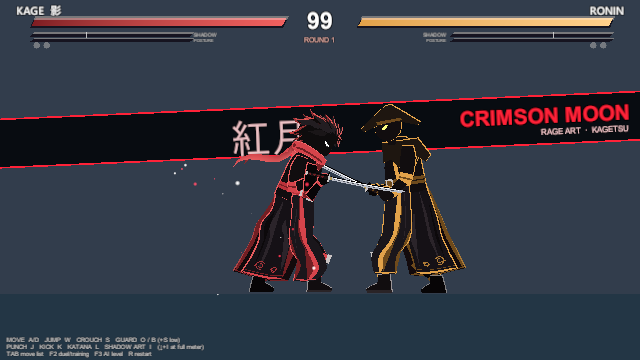 KAGE 影
99
RONIN
SHADOW
POSTURE
ROUND 1
SHADOW
POSTURE
紅月
CRIMSON MOON
RAGE ART · KAGETSU
MOVE A/D JUMP W CROUCH S GUARD O / B (+S low)
PUNCH J KICK K KATANA L SHADOW ART I (↓+I at full meter)
TAB move list F2 dual/training F3 AI level R restart